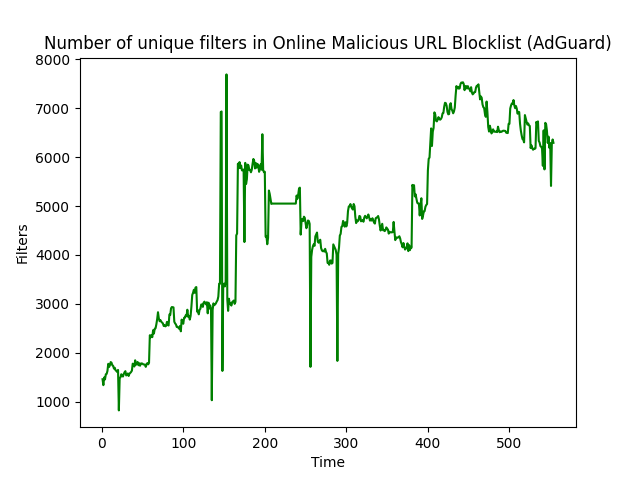 Number of unique filters in Online Malicious URL Blocklist (AdGuard)
8000
7000
6000
5000
4000
3000
2000
1000
Filters
0 100 200 300 400 500
Time